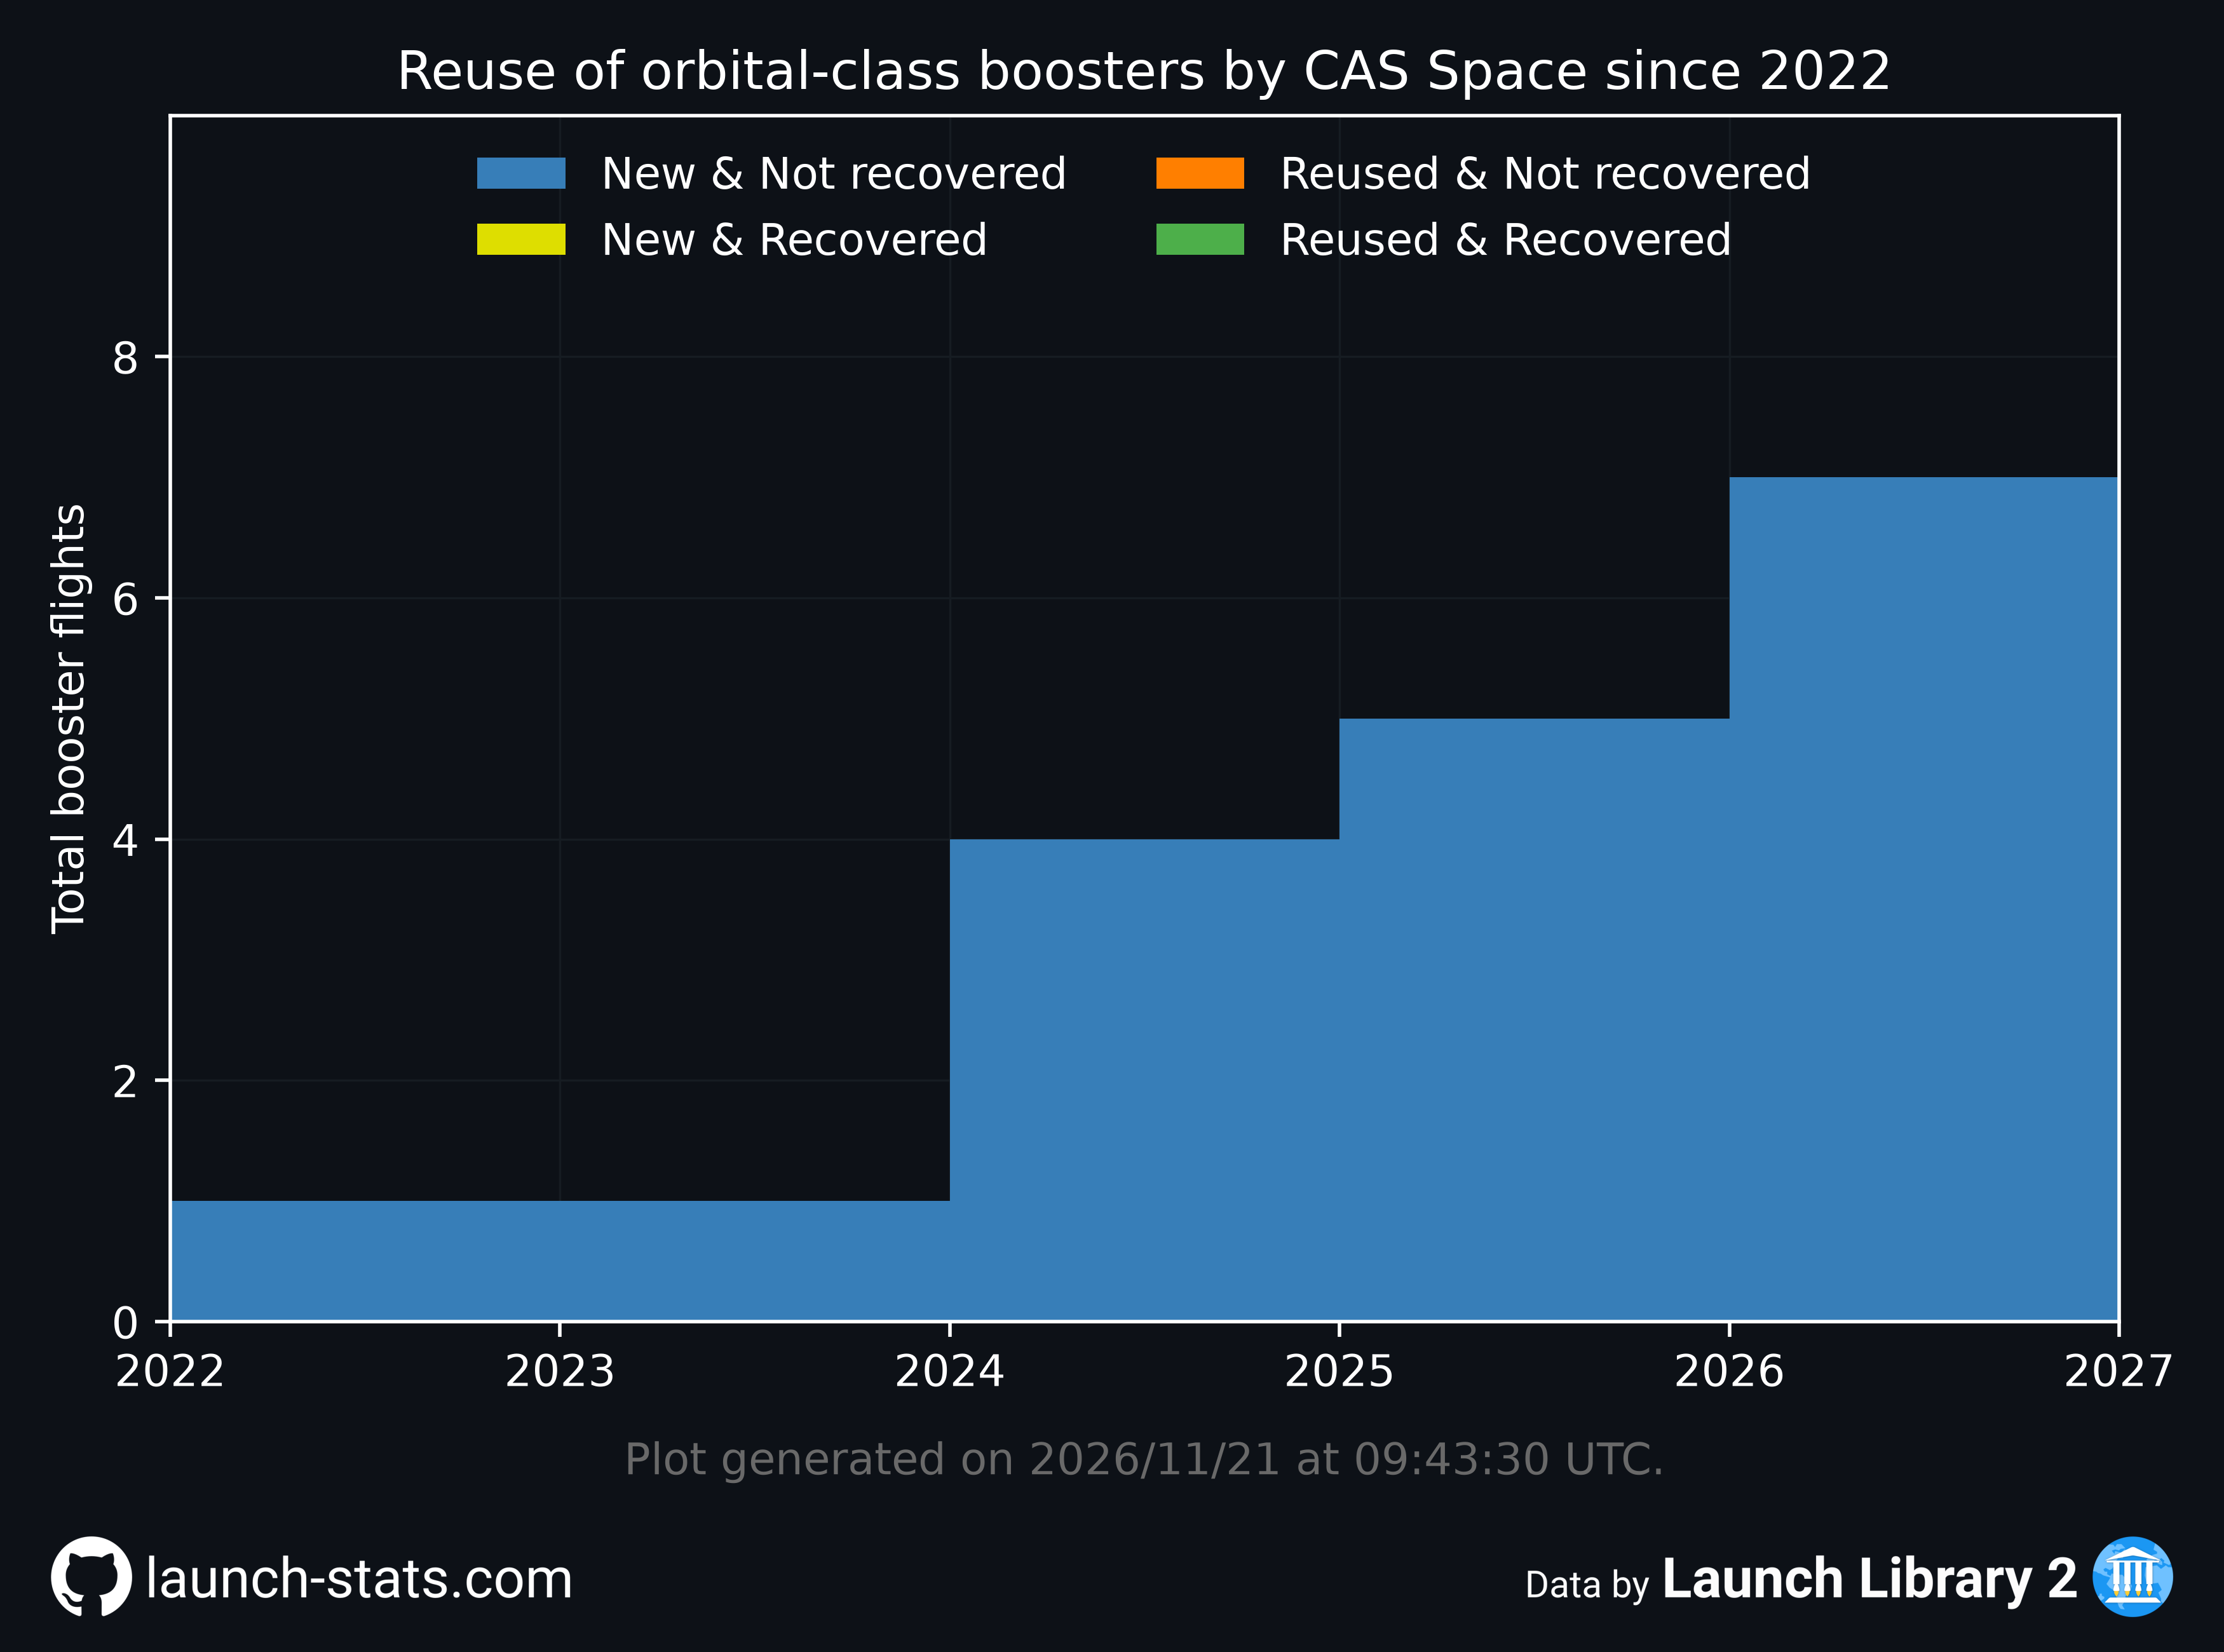 Reuse of orbital-class boosters by CAS Space since 2022
New & Not recovered
New & Recovered
Reused & Not recovered
Reused & Recovered
Total booster flights
8
6
4
2
0
2022 2023 2024 2025 2026 2027
Plot generated on 2026/11/21 at 09:43:30 UTC.
launch-stats.com
Data by Launch Library 2